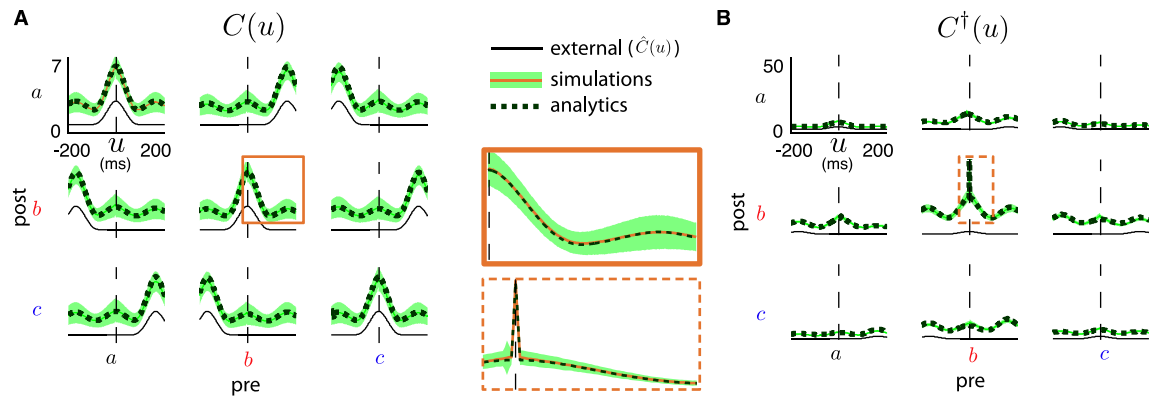 A
C(u)
7
a
0
-200
u
200
(ms)
post
b
c
a
b
c
pre
external (Ĉ(u))
simulations
analytics
B
C†(u)
50
a
0
-200
u
200
(ms)
post
b
c
a
b
c
pre